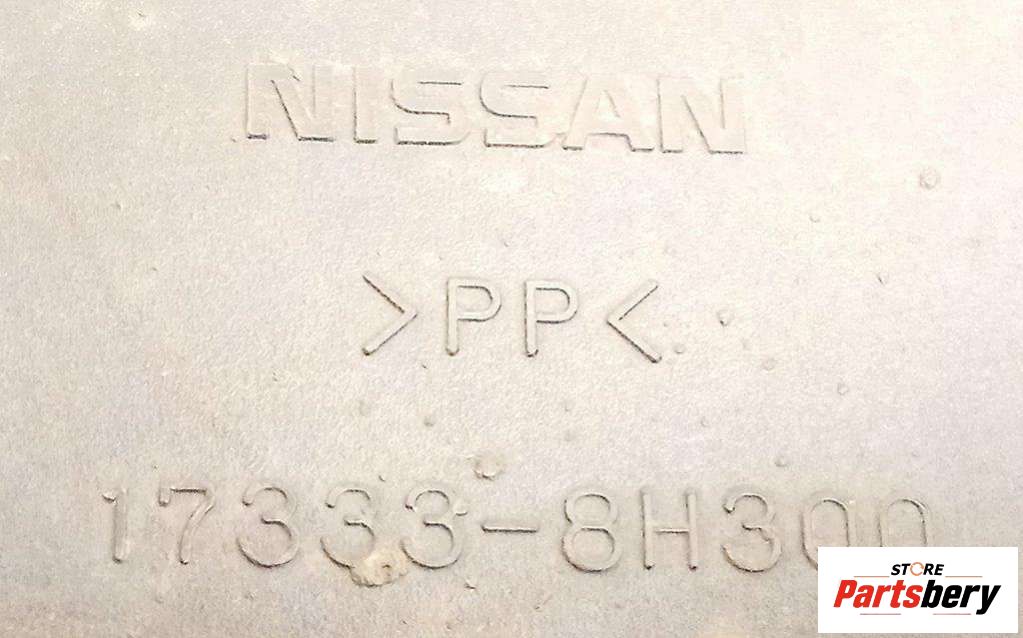 NISSAN
>PP<
17333-8H300
STORE
Partsbery